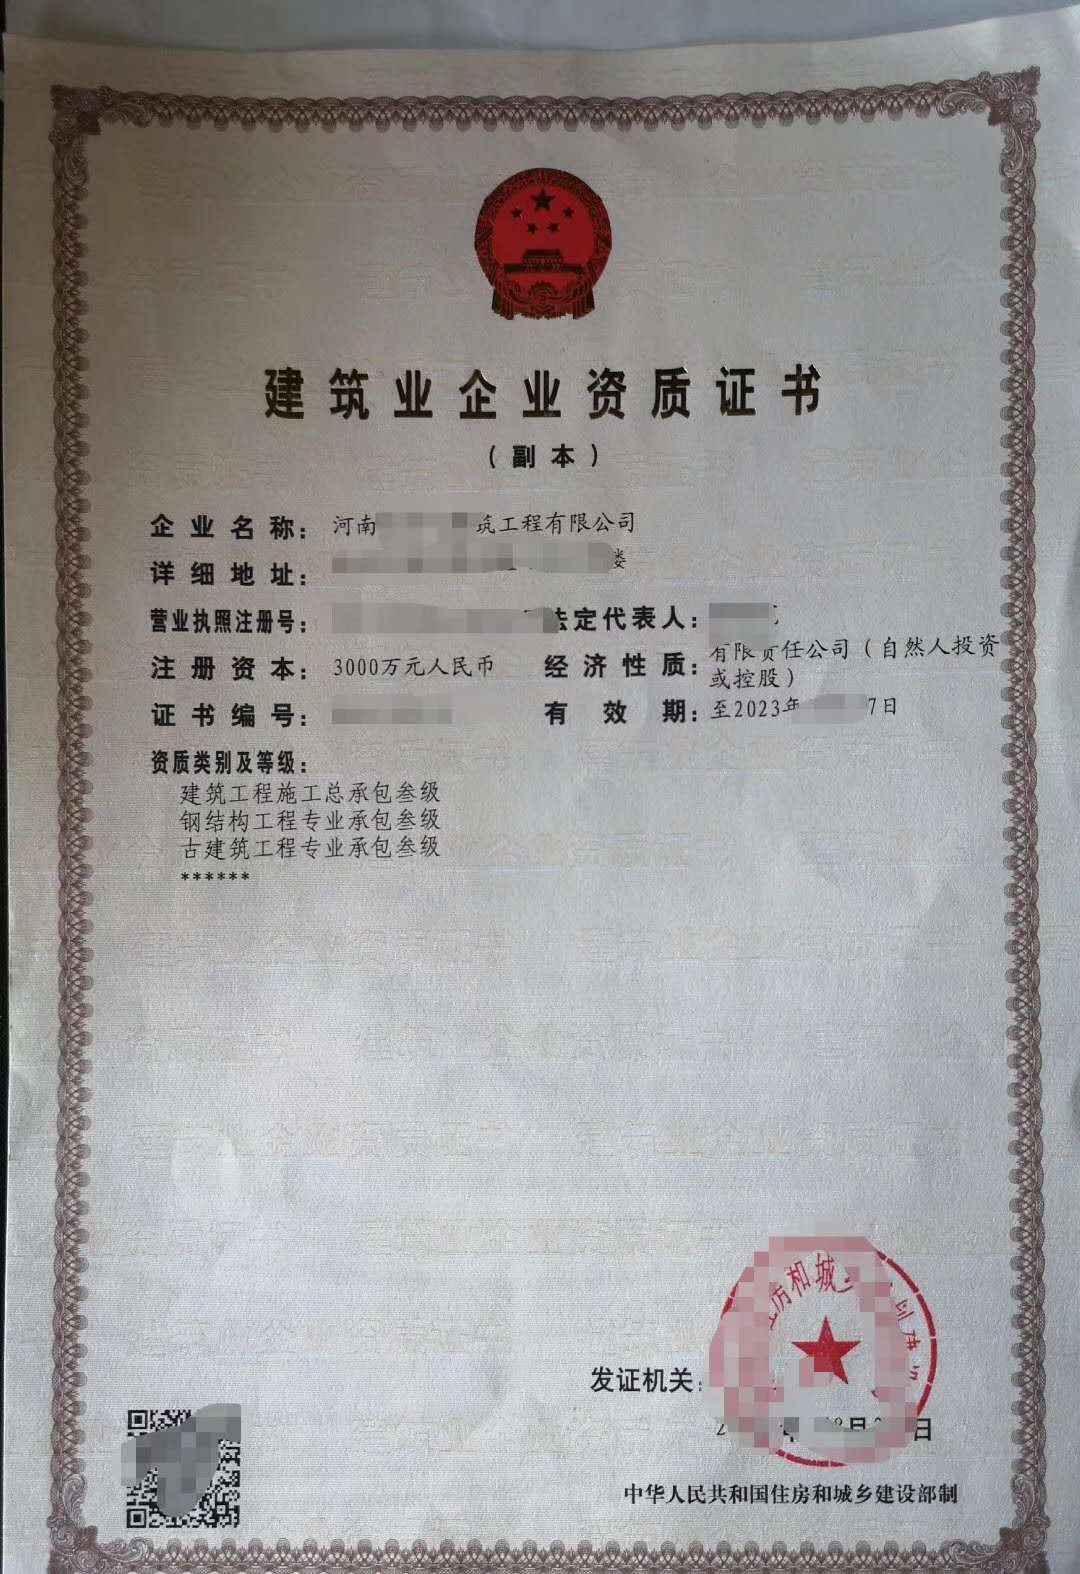 建筑业企业资质证书
（副本）
企业名称：河南 筑工程有限公司
详细地址： 楼
营业执照注册号： 法定代表人：
注册资本：3000万元人民币 经济性质：有限责任公司（自然人投资或控股）
证书编号： 有效期：至2023年 7日
资质类别及等级：
建筑工程施工总承包叁级
钢结构工程专业承包叁级
古建筑工程专业承包叁级
******
房和城
发证机关：
年 8月 日
中华人民共和国住房和城乡建设部制